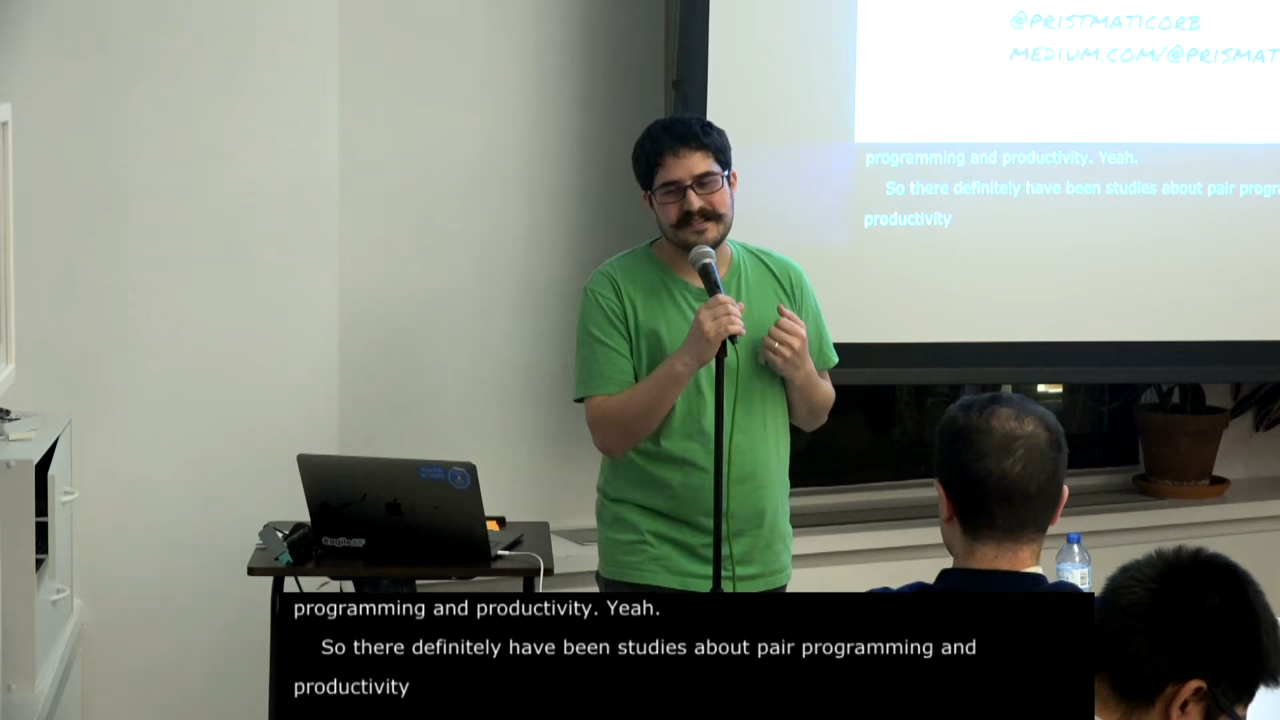 @PRISTMATICORB
MEDIUM.COM/@PRISMAT
programming and productivity. Yeah.
So there definitely have been studies about pair progra
productivity
programming and productivity. Yeah.
So there definitely have been studies about pair programming and
productivity